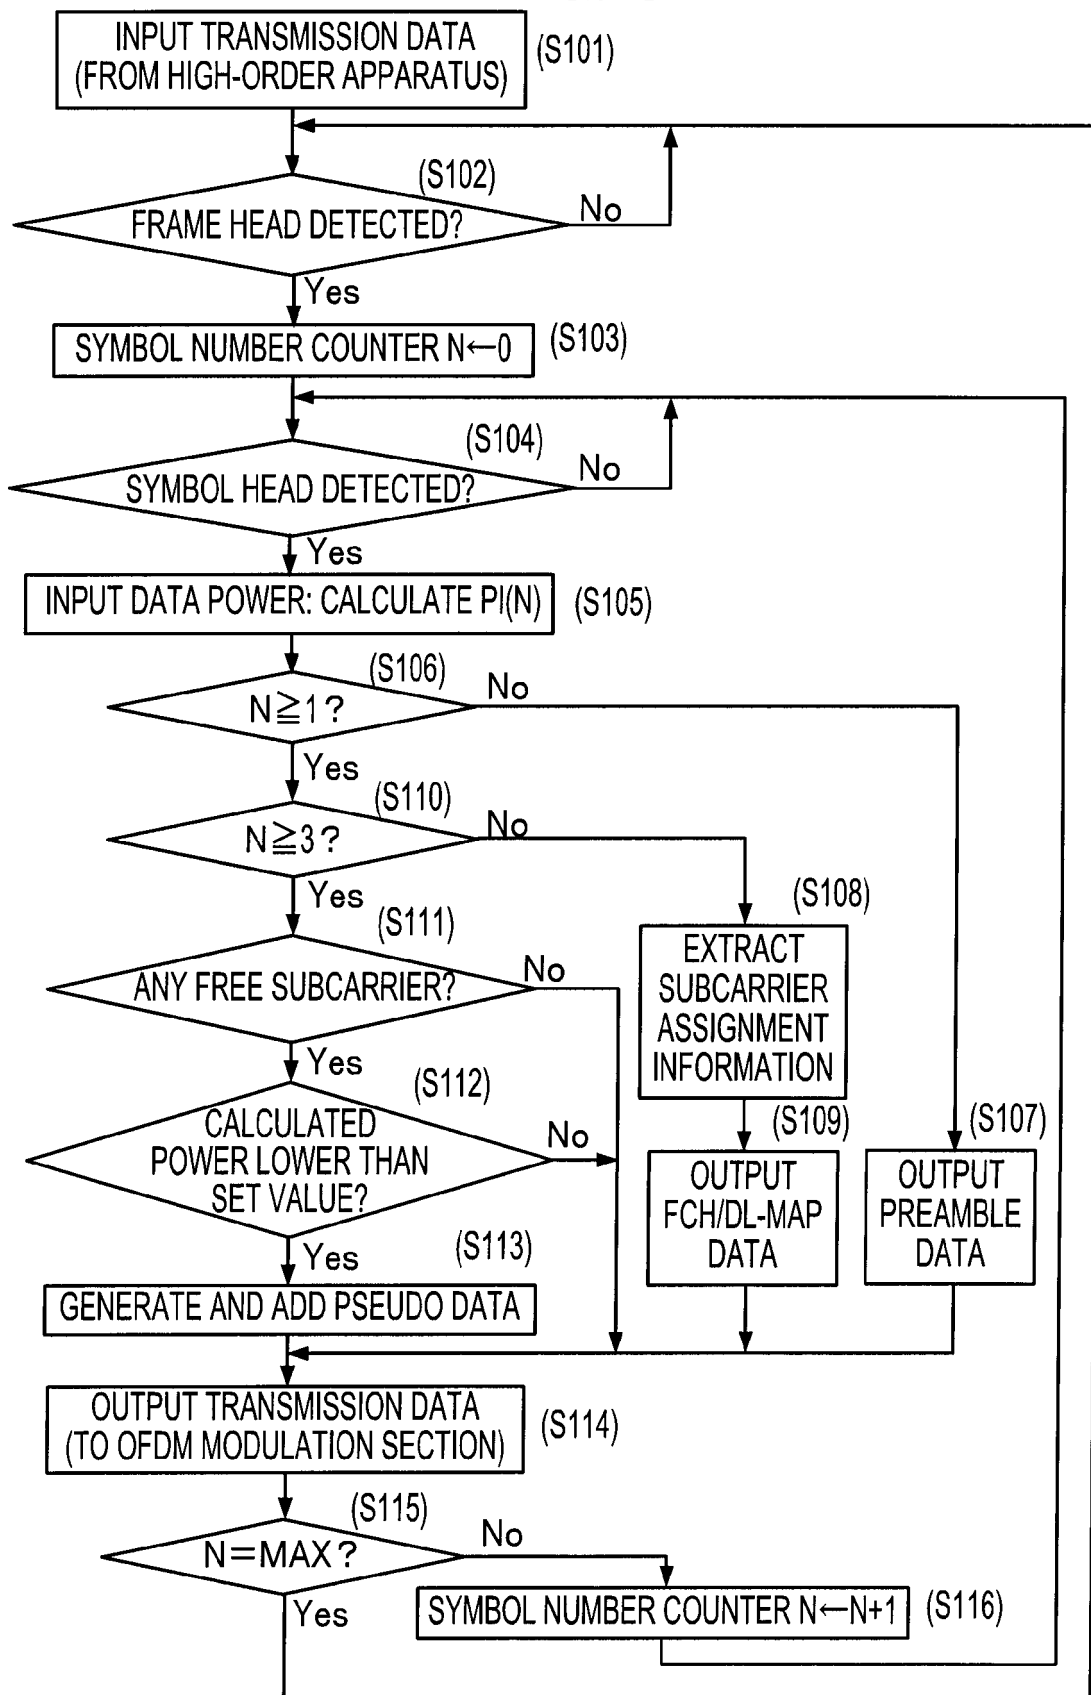 INPUT TRANSMISSION DATA
(FROM HIGH-ORDER APPARATUS)
(S101)
(S102)
FRAME HEAD DETECTED?
No
Yes
SYMBOL NUMBER COUNTER N←0
(S103)
(S104)
SYMBOL HEAD DETECTED?
No
Yes
INPUT DATA POWER: CALCULATE PI(N)
(S105)
(S106)
N≧1?
No
Yes
(S110)
N≧3?
No
Yes
(S108)
EXTRACT
SUBCARRIER
ASSIGNMENT
INFORMATION
(S111)
ANY FREE SUBCARRIER?
No
Yes
(S112)
CALCULATED
POWER LOWER THAN
SET VALUE?
No
Yes
(S109)
OUTPUT
FCH/DL-MAP
DATA
(S107)
OUTPUT
PREAMBLE
DATA
(S113)
GENERATE AND ADD PSEUDO DATA
OUTPUT TRANSMISSION DATA
(TO OFDM MODULATION SECTION)
(S114)
(S115)
N=MAX?
No
Yes
SYMBOL NUMBER COUNTER N←N+1
(S116)